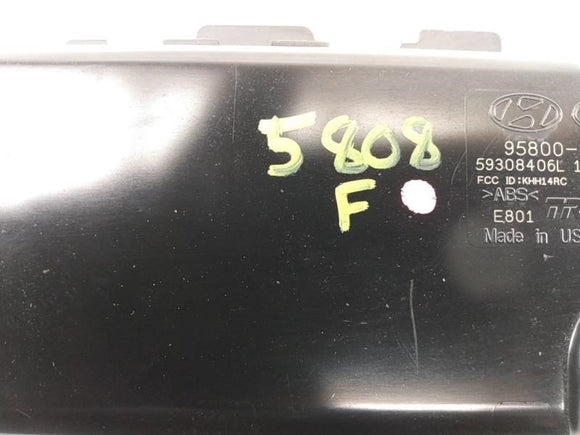 5808
F
95800-
59308406L 1
FCC ID:KHH14RC
>ABS<
E801
Made in US